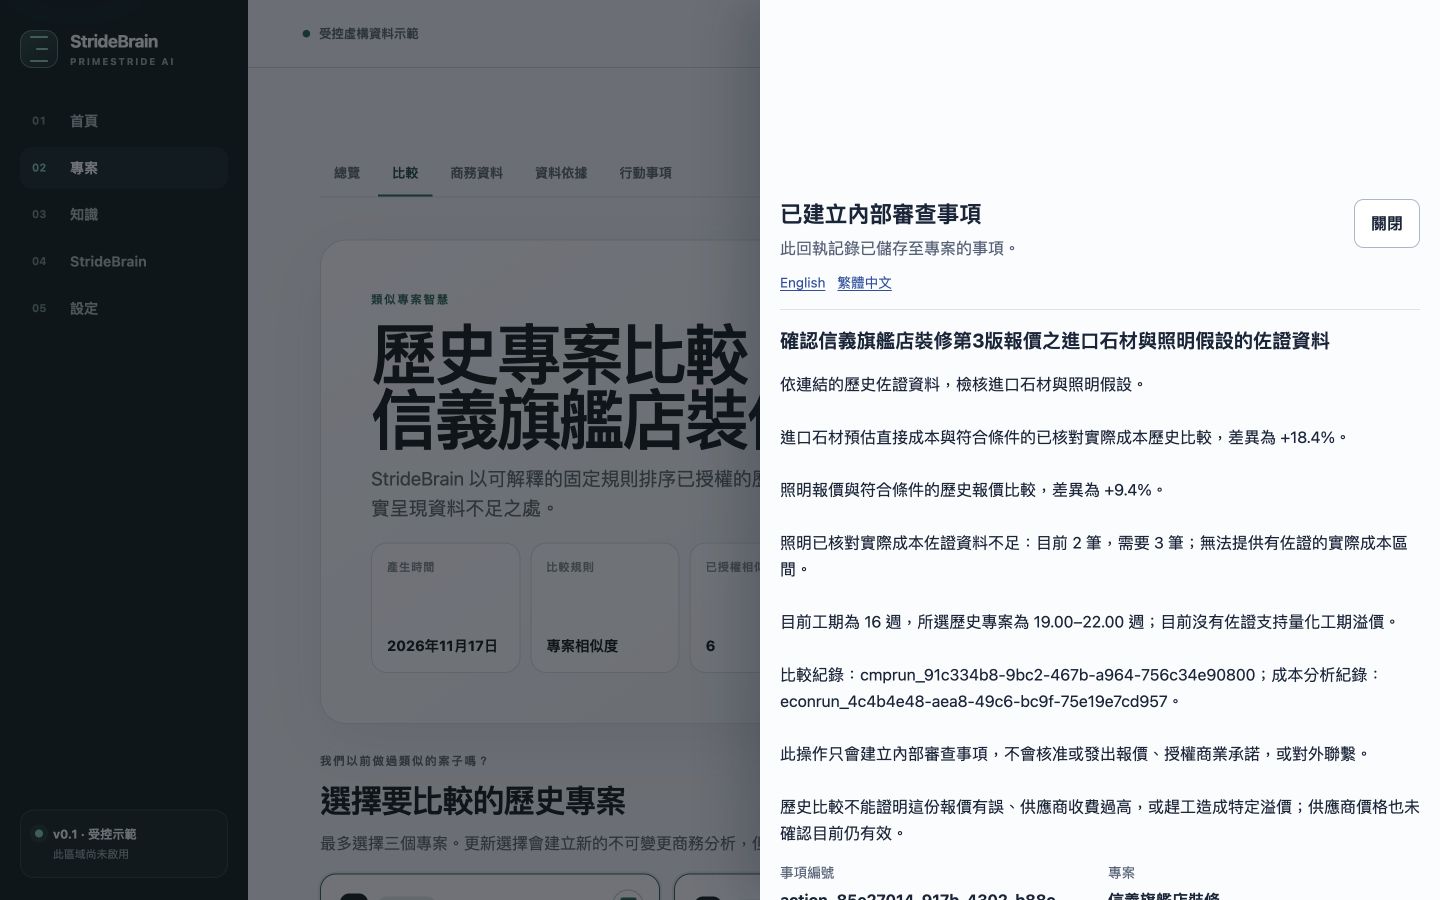 StrideBrain
PRIMESTRIDE AI
01 首頁
02 專案
03 知識
04 StrideBrain
05 設定
v0.1 · 受控示範
此區域尚未啟用
受控虛構資料示範
總覽 比較 商務資料 資料依據 行動事項
類似專案智慧
歷史專案比較
信義旗艦店裝
StrideBrain 以可解釋的固定規則排序已授權的歷
實呈現資料不足之處。
產生時間
2026年11月17日
比較規則
專案相似度
已授權相似
6
我們以前做過類似的案子嗎？
選擇要比較的歷史專案
最多選擇三個專案。更新選擇會建立新的不可變更商務分析，
已建立內部審查事項
關閉
此回執記錄已儲存至專案的事項。
English 繁體中文
確認信義旗艦店裝修第3版報價之進口石材與照明假設的佐證資料
依連結的歷史佐證資料，檢核進口石材與照明假設。
進口石材預估直接成本與符合條件的已核對實際成本歷史比較，差異為 +18.4%。
照明報價與符合條件的歷史報價比較，差異為 +9.4%。
照明已核對實際成本佐證資料不足：目前 2 筆，需要 3 筆；無法提供有佐證的實際成本區
間。
目前工期為 16 週，所選歷史專案為 19.00–22.00 週；目前沒有佐證支持量化工期溢價。
比較紀錄：cmprun_91c334b8-9bc2-467b-a964-756c34e90800；成本分析紀錄：
econrun_4c4b4e48-aea8-49c6-bc9f-75e19e7cd957。
此操作只會建立內部審查事項，不會核准或發出報價、授權商業承諾，或對外聯繫。
歷史比較不能證明這份報價有誤、供應商收費過高，或趕工造成特定溢價；供應商價格也未
確認目前仍有效。
事項編號 專案
action_85c27014-917b-4302-b88c- 信義旗艦店裝修